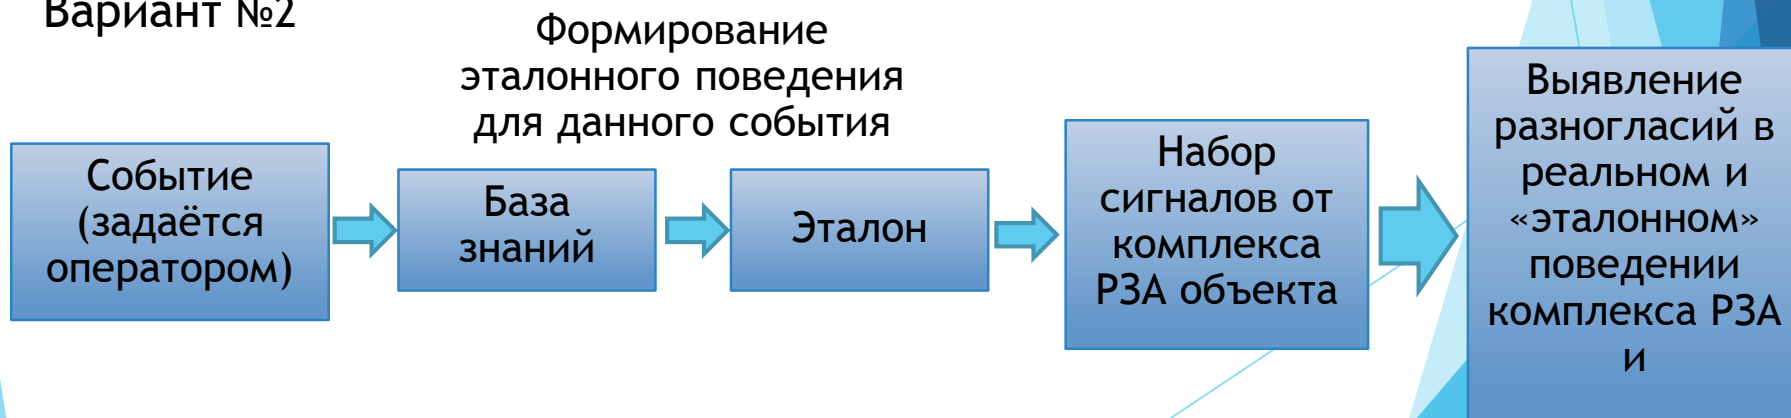 Вариант №2
Формирование
эталонного поведения
для данного события
Событие
(задаётся
оператором)
База
знаний
Эталон
Набор
сигналов от
комплекса
РЗА объекта
Выявление
разногласий в
реальном и
«эталонном»
поведении
комплекса РЗА
и